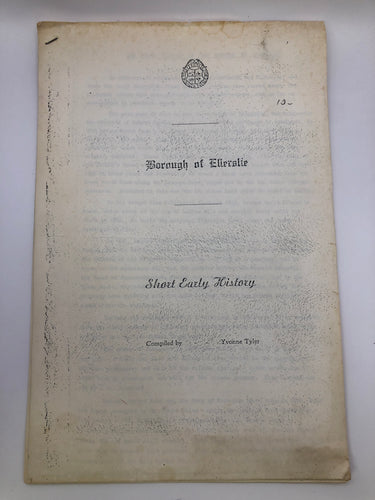 13-
Borough of Ellerslie
Short Early History
Compiled by Yvonne Tyler